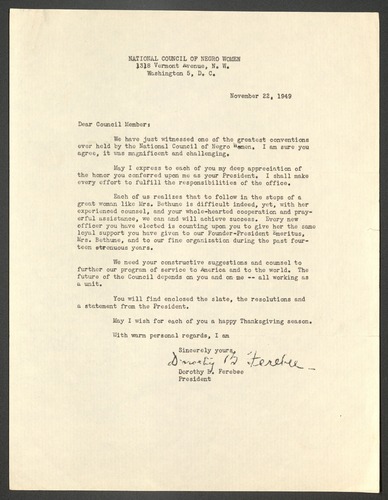 NATIONAL COUNCIL OF NEGRO WOMEN
1318 Vermont Avenue, N. W.
Washington 5, D. C.
November 22, 1949
Dear Council Member:
We have just witnessed one of the greatest conventions
ever held by the National Council of Negro Women. I am sure you
agree, it was magnificent and challenging.
May I express to each of you my deep appreciation of
the honor you conferred upon me as your President. I shall make
every effort to fulfill the responsibilities of the office.
Each of us realizes that to follow in the steps of a
great woman like Mrs. Bethune is difficult indeed, yet, with her
experienced counsel, and your whole-hearted cooperation and pray-
erful assistance, we can and will achieve success. Every new
officer you have elected is counting upon you to give her the same
loyal support you have given to our Founder-President Emeritus,
Mrs. Bethune, and to our fine organization during the past four-
teen strenuous years.
We need your constructive suggestions and counsel to
further our program of service to America and to the world. The
future of the Council depends on you and on me -- all working as
a unit.
You will find enclosed the slate, the resolutions and
a statement from the President.
May I wish for each of you a happy Thanksgiving season.
With warm personal regards, I am
Sincerely yours,
Dorothy B. Ferebee
Dorothy B. Ferebee
President